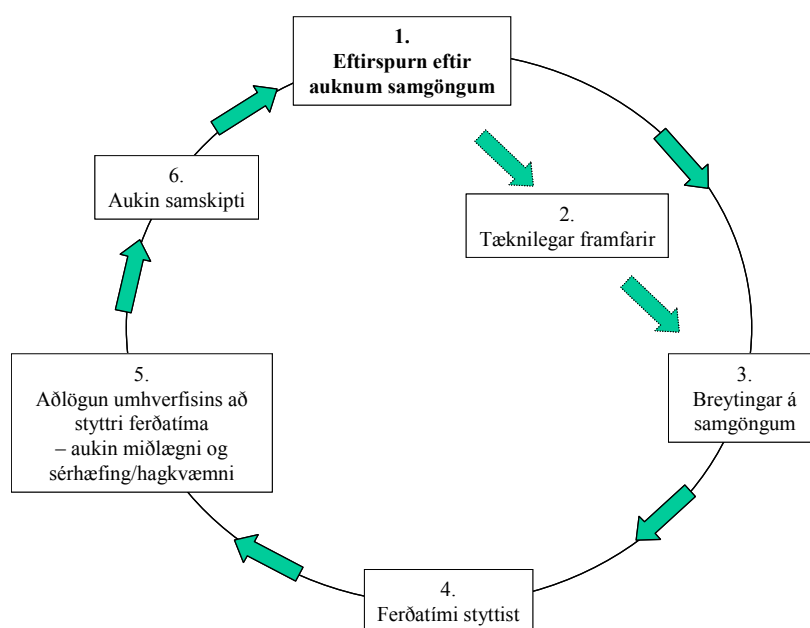 1.
Eftirspurn eftir
auknum samgöngum
2.
Tæknilegar framfarir
3.
Breytingar á
samgöngum
4.
Ferðatími styttist
5.
Aðlögun umhverfisins að
styttri ferðatíma
– aukin miðlægni og
sérhæfing/hagkvæmni
6.
Aukin samskipti